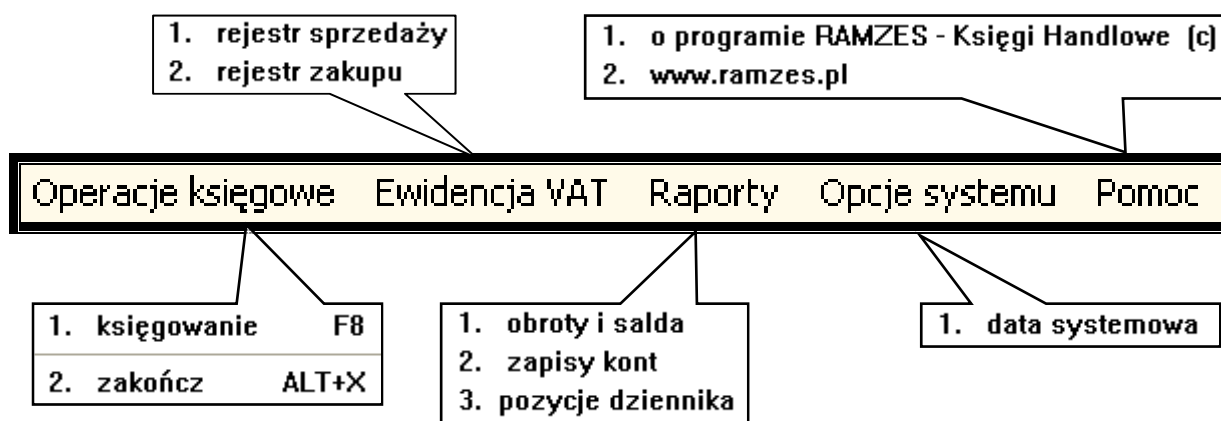 1. rejestr sprzedaży
2. rejestr zakupu
1. o programie RAMZES - Księgi Handlowe (c)
2. www.ramzes.pl
Operacje księgowe Ewidencja VAT Raporty Opcje systemu Pomoc
1. księgowanie F8
2. zakończ ALT+X
1. obroty i salda
2. zapisy kont
3. pozycje dziennika
1. data systemowa